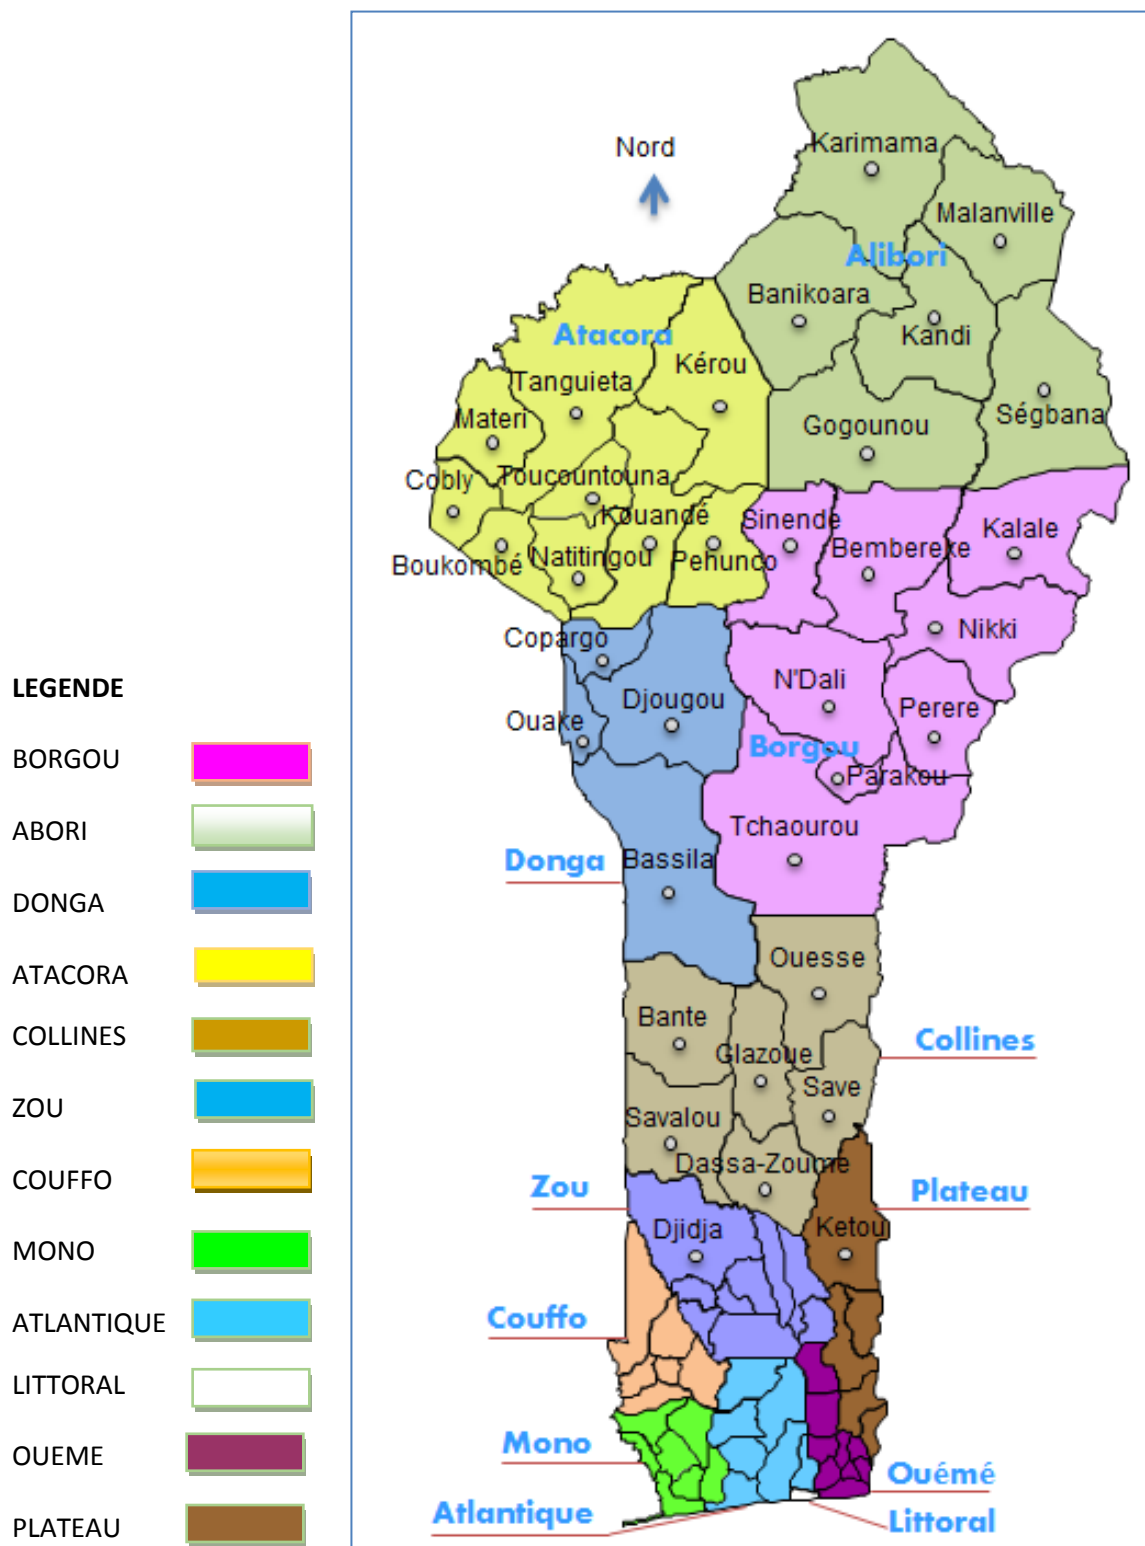 Nord
Karimama
Malanville
Alibori
Banikoara
Kandi
Atacora
Kérou
Tanguieta
Materi
Gogounou
Ségbana
Cobly
Toucountouna
Kouandé
Sinende
Kalale
Boukombé
Natitingou
Pehunco
Bembereke
Copargo
Nikki
N'Dali
Djougou
Perere
Ouake
Borgou
Parakou
Tchaourou
Donga
Bassila
Ouesse
Bante
Glazoue
Collines
Save
Savalou
Dassa-Zoume
Zou
Plateau
Djidja
Ketou
Couffo
Mono
Ouémé
Atlantique
Littoral
LEGENDE
BORGOU
ABORI
DONGA
ATACORA
COLLINES
ZOU
COUFFO
MONO
ATLANTIQUE
LITTORAL
OUEME
PLATEAU